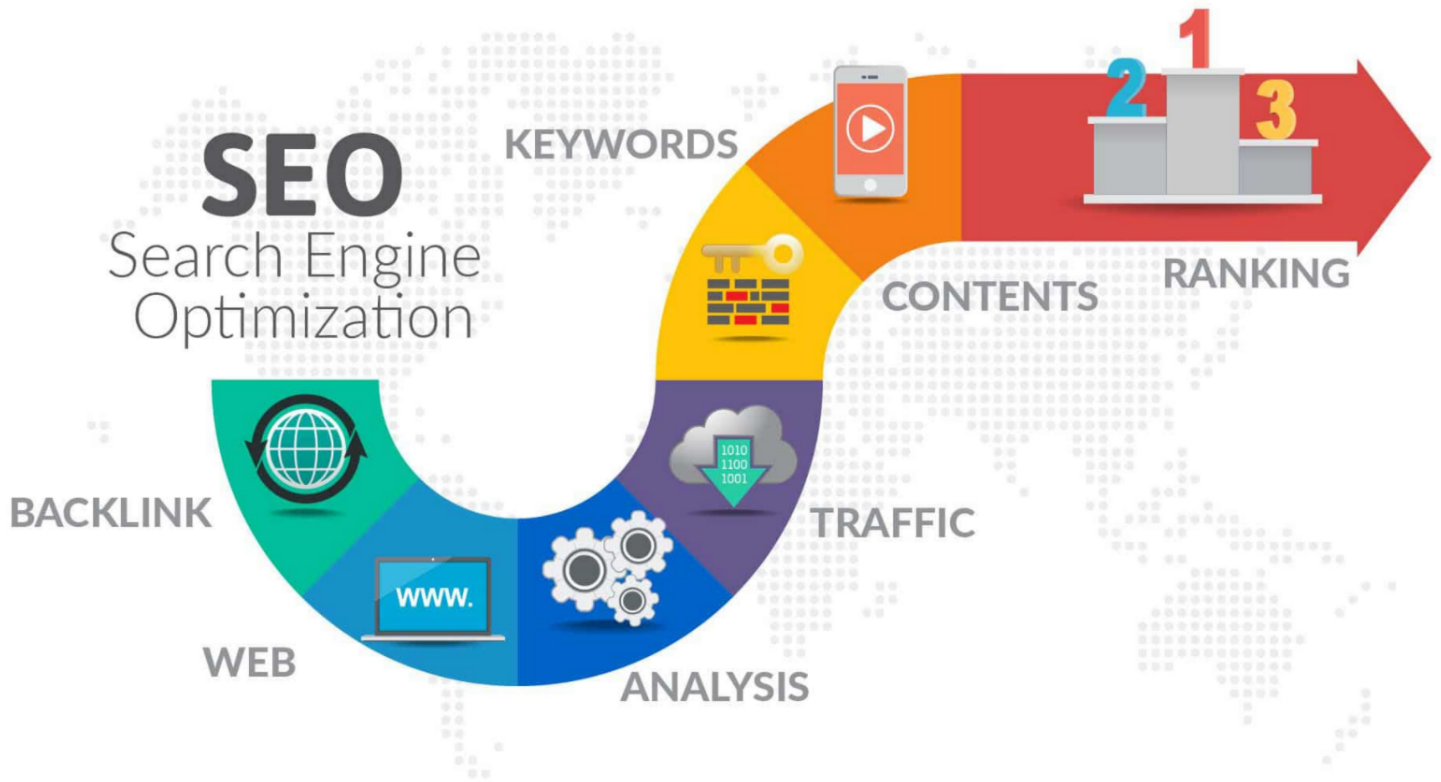 SEO
Search Engine
Optimization
BACKLINK
WEB
WWW.
ANALYSIS
TRAFFIC
1010
1100
1001
KEYWORDS
CONTENTS
RANKING
1
2
3